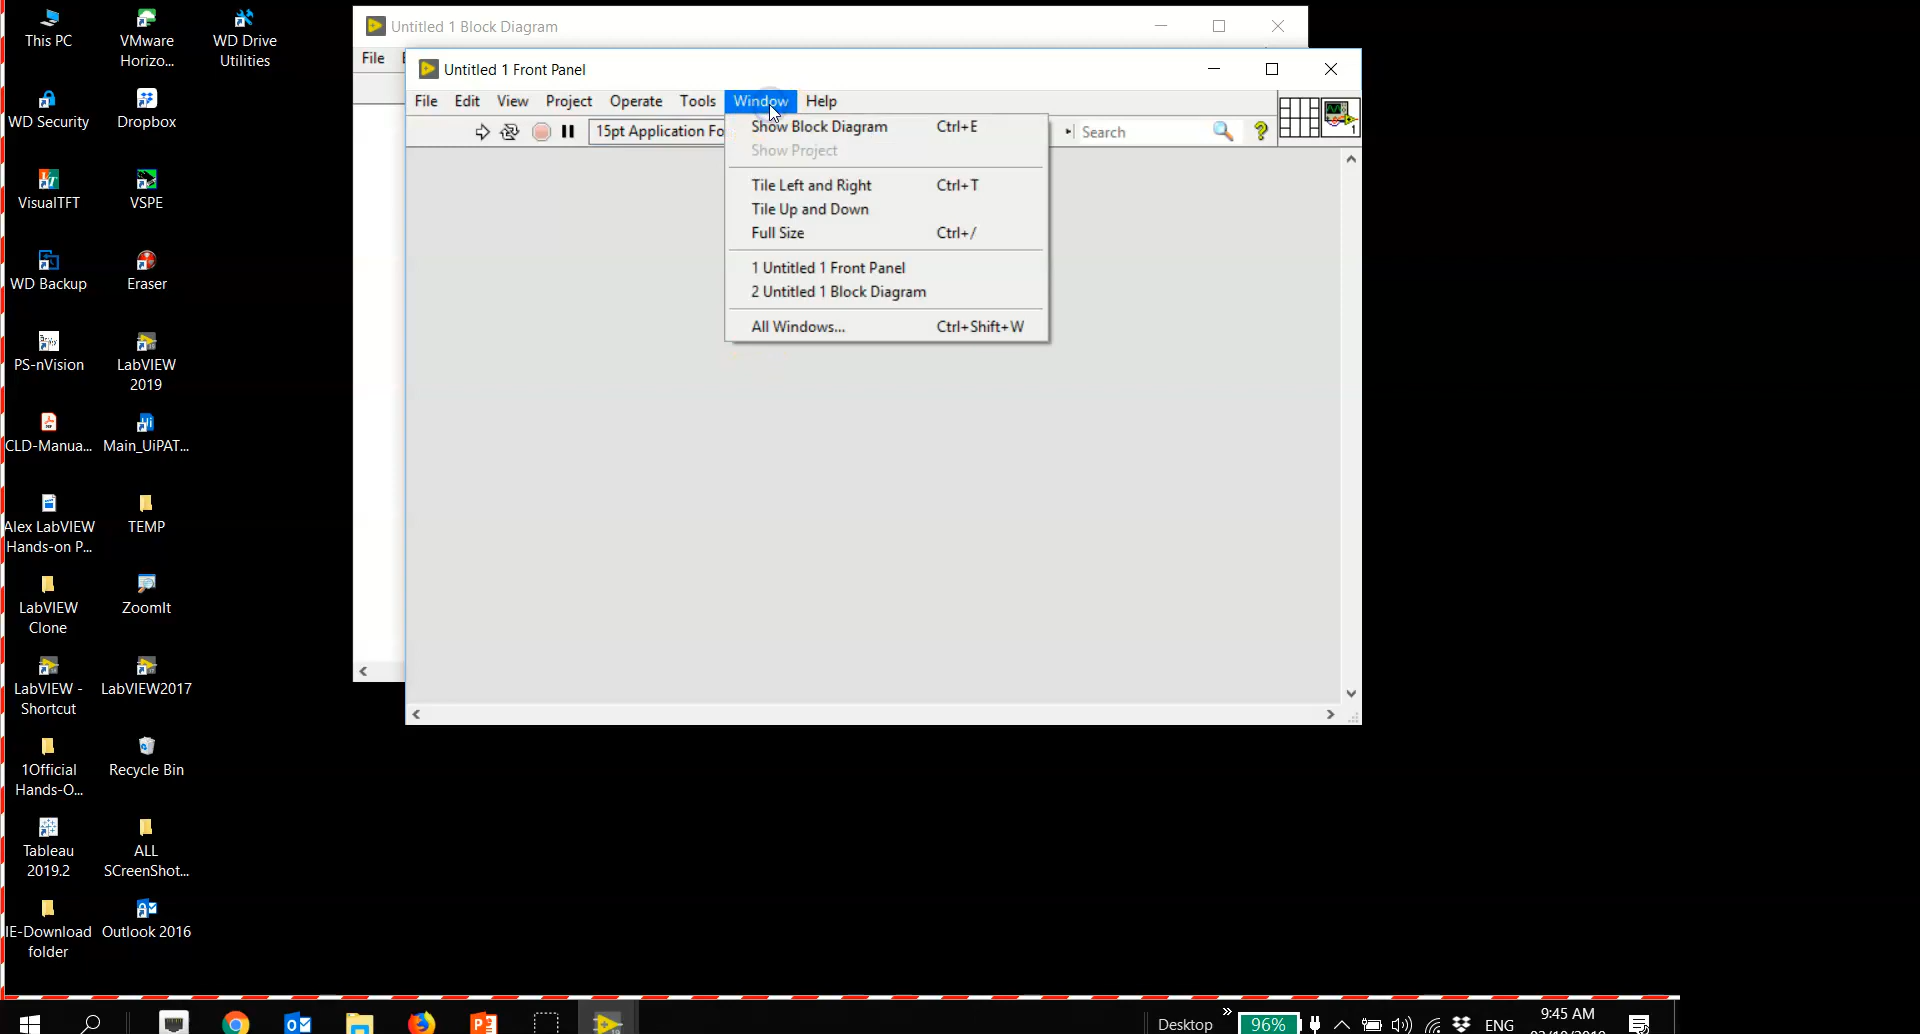 This PC
VMware
Horizo...
WD Drive
Utilities
WD Security
Dropbox
VisualTFT
VSPE
WD Backup
Eraser
PS-nVision
LabVIEW
2019
CLD-Manua...
Main_UiPAT...
Alex LabVIEW
Hands-on P...
TEMP
LabVIEW
Clone
ZoomIt
LabVIEW -
Shortcut
LabVIEW2017
1Official
Hands-O...
Recycle Bin
Tableau
2019.2
ALL
SCreenShot...
IE-Download
folder
Outlook 2016
Untitled 1 Block Diagram
File
Untitled 1 Front Panel
File Edit View Project Operate Tools Window Help
15pt Application Fo
Search
Show Block Diagram Ctrl+E
Show Project
Tile Left and Right Ctrl+T
Tile Up and Down
Full Size Ctrl+/
1 Untitled 1 Front Panel
2 Untitled 1 Block Diagram
All Windows... Ctrl+Shift+W
Desktop
96%
ENG
9:45 AM